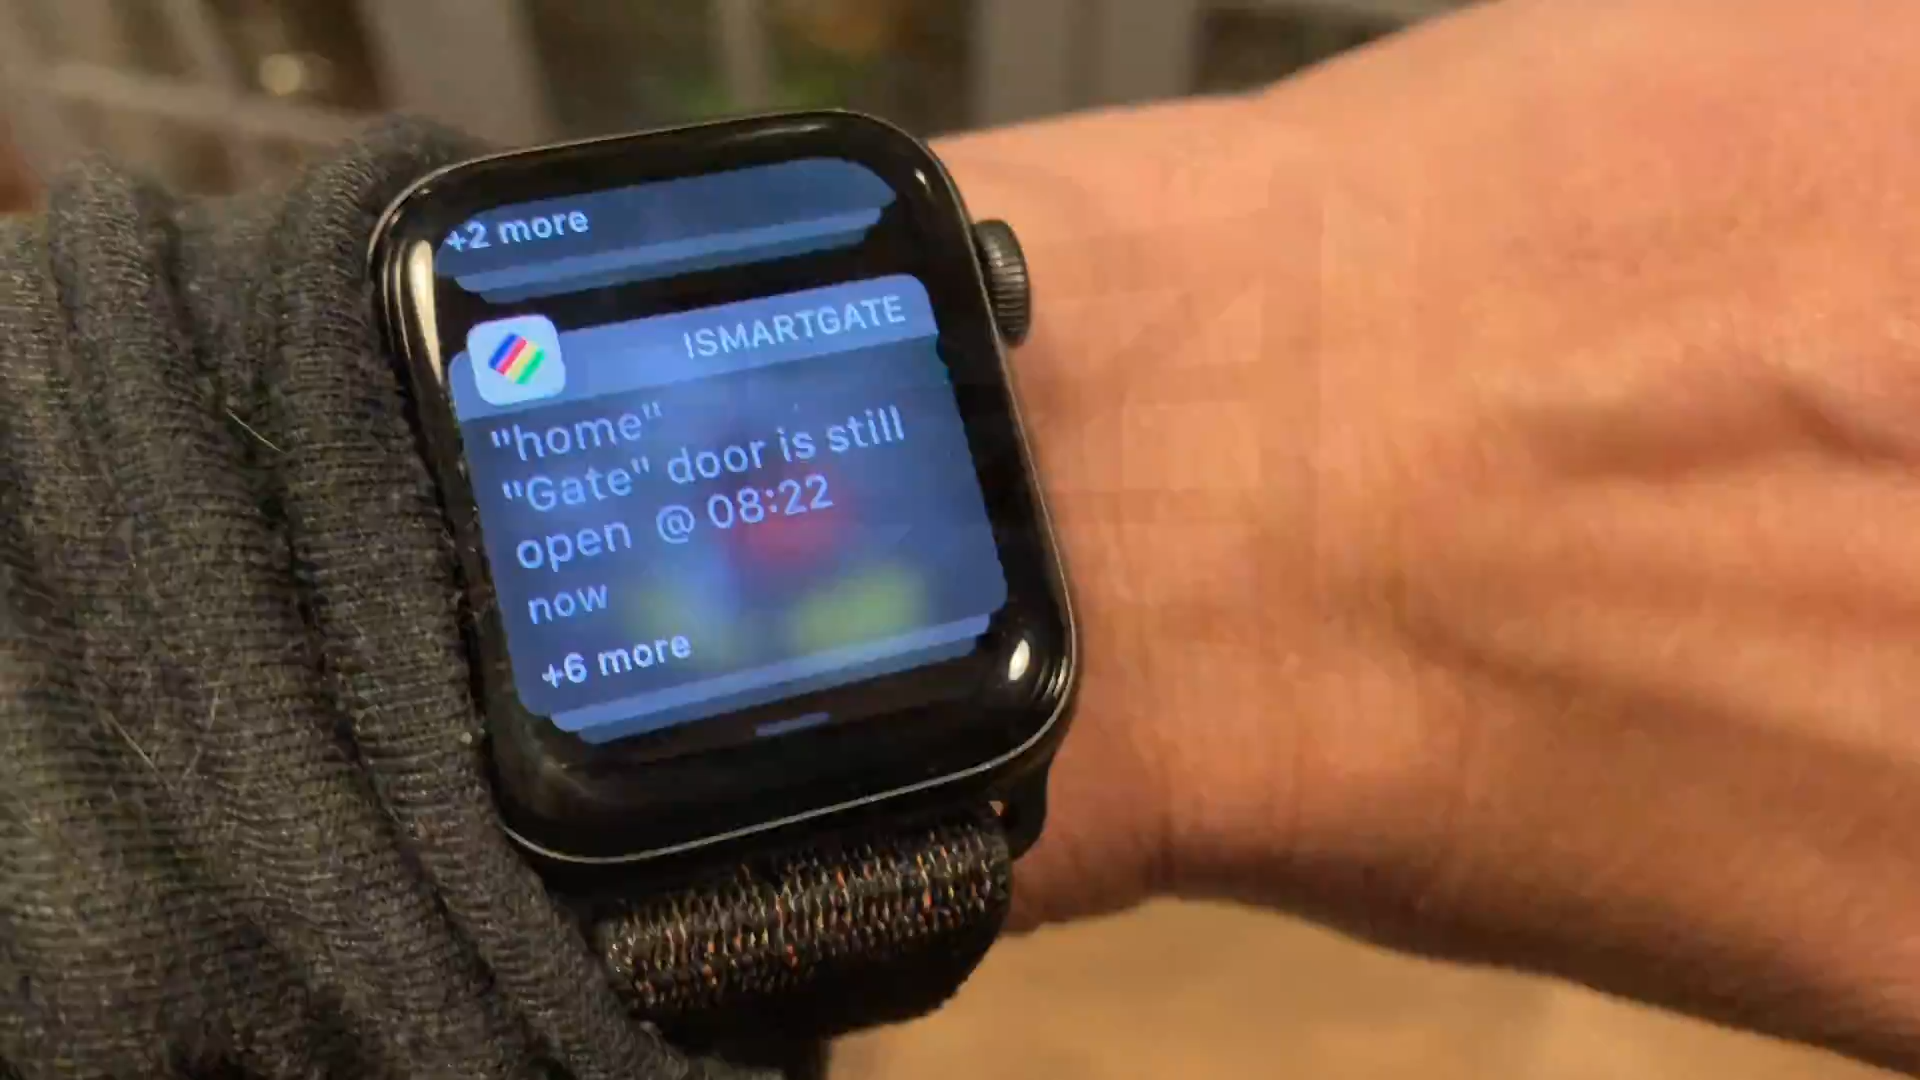 +2 more
ISMARTGATE
"home"
"Gate" door is still
open @ 08:22
now
+6 more